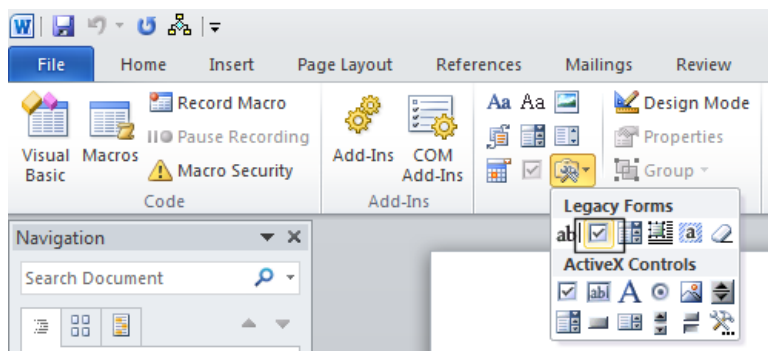 W
File Home Insert Page Layout References Mailings Review
Visual Basic
Macros
Record Macro
Pause Recording
Macro Security
Code
Add-Ins
COM Add-Ins
Add-Ins
Aa Aa
Design Mode
Properties
Group
Legacy Forms
ab a
ActiveX Controls
ab A
Navigation
Search Document